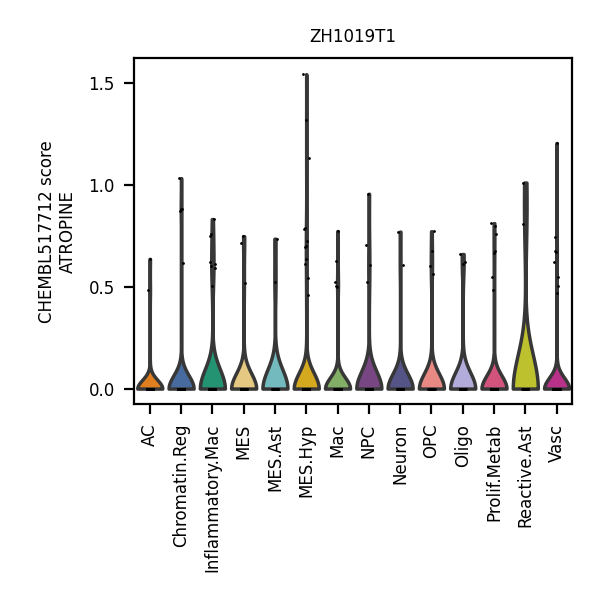 ZH1019T1
CHEMBL517712 score
ATROPINE
1.5
1.0
0.5
0.0
AC
Chromatin.Reg
Inflammatory.Mac
MES
MES.Ast
MES.Hyp
Mac
NPC
Neuron
OPC
Oligo
Prolif.Metab
Reactive.Ast
Vasc